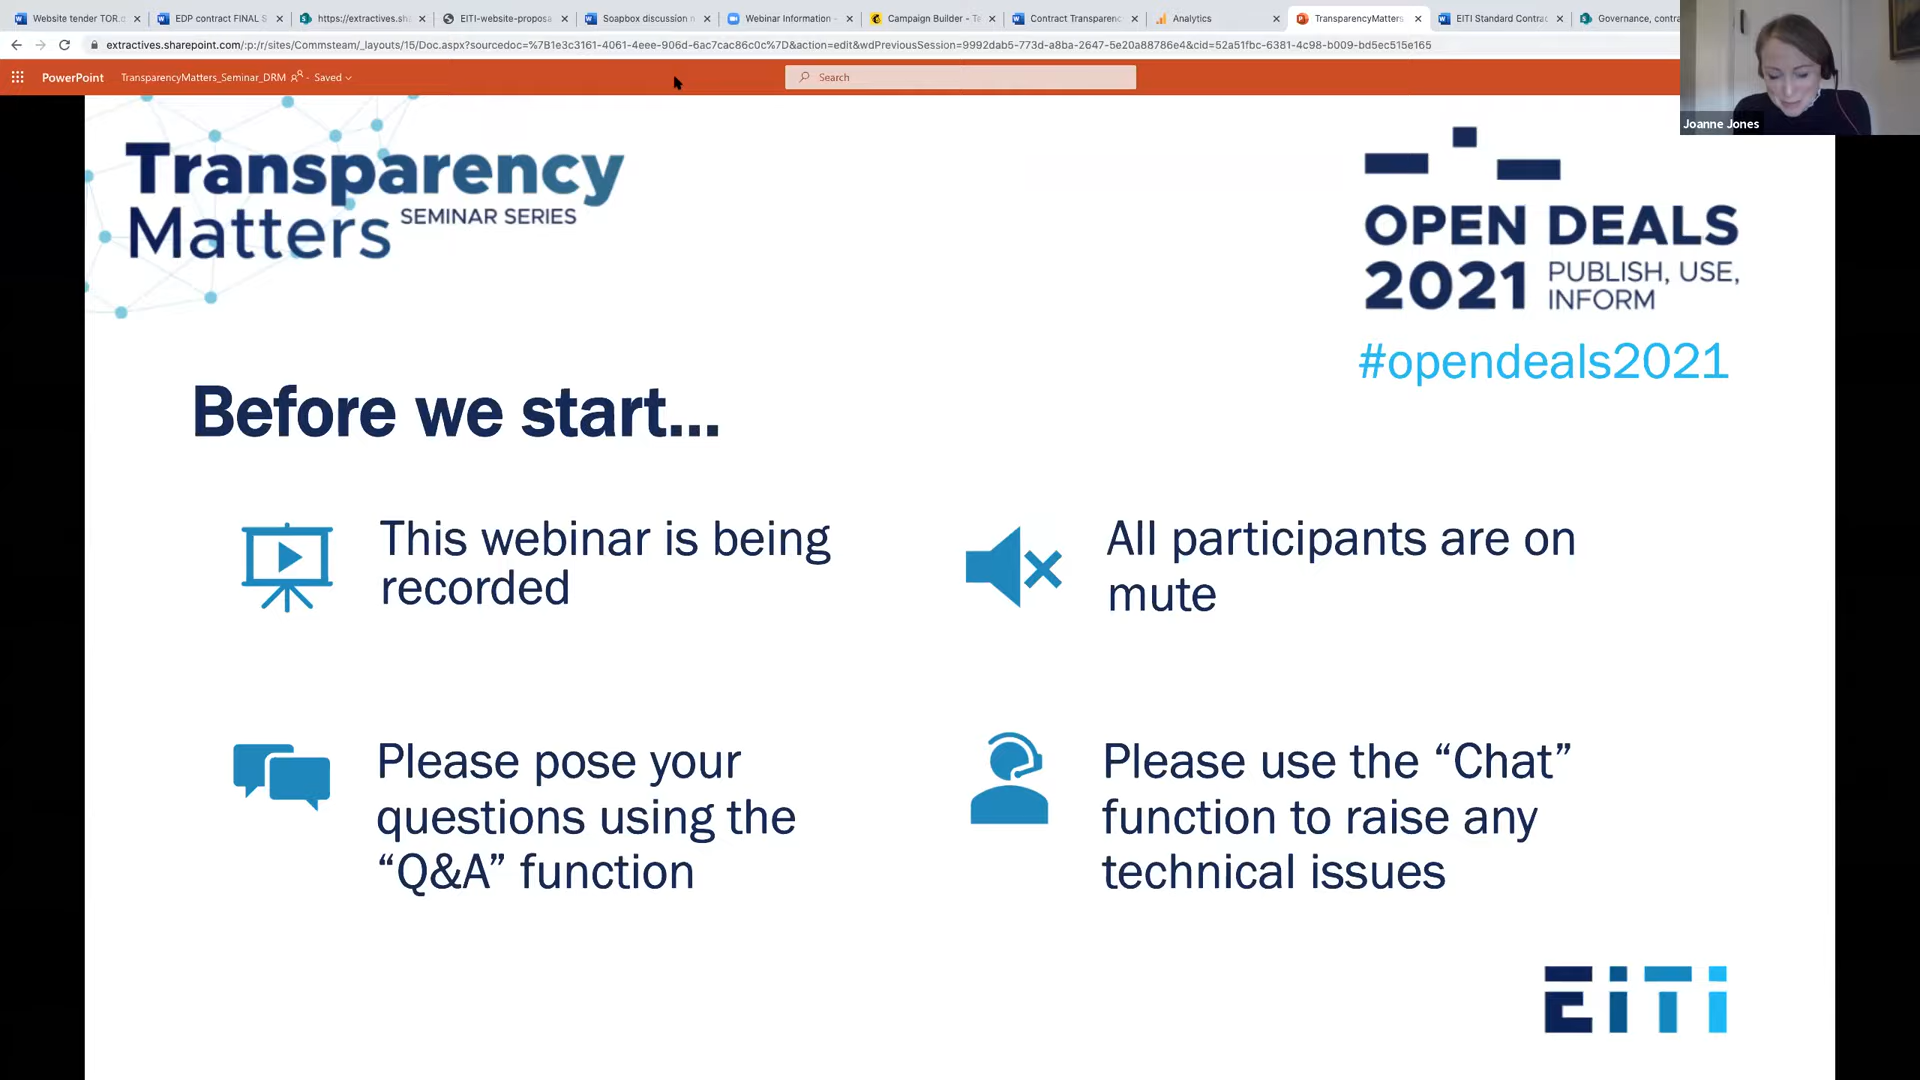 Website tender TOR.
EDP contract FINAL S
https://extractives.sh
EITI-website-proposa
Soapbox discussion n
Webinar Information -
Campaign Builder - Te
Contract Transparenc
Analytics
TransparencyMatters
EITI Standard Contrac
Governance, contra
extractives.sharepoint.com/:p:/r/sites/Commsteam/_layouts/15/Doc.aspx?sourcedoc=%7B1e3c3161-4061-4eee-906d-6ac7cac86c0c%7D&action=edit&wdPreviousSession=9992dab5-773d-a8ba-2647-5e20a88786e4&cid=52a51fbc-6381-4c98-b009-bd5ec515e165
PowerPoint
TransparencyMatters_Seminar_DRM - Saved
Search
Joanne Jones
Transparency
Matters SEMINAR SERIES
OPEN DEALS
2021 PUBLISH, USE,
INFORM
#opendeals2021
Before we start...
This webinar is being
recorded
All participants are on
mute
Please pose your
questions using the
“Q&A” function
Please use the “Chat”
function to raise any
technical issues
EiTi